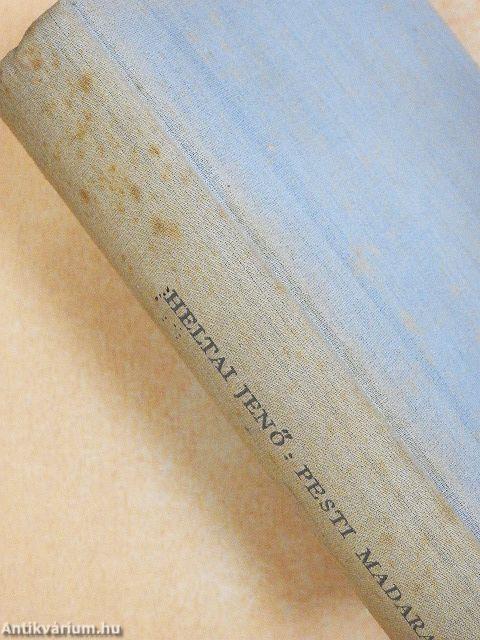 :HELTAI JENŐ: PESTI MADARA
Antikvárium.hu